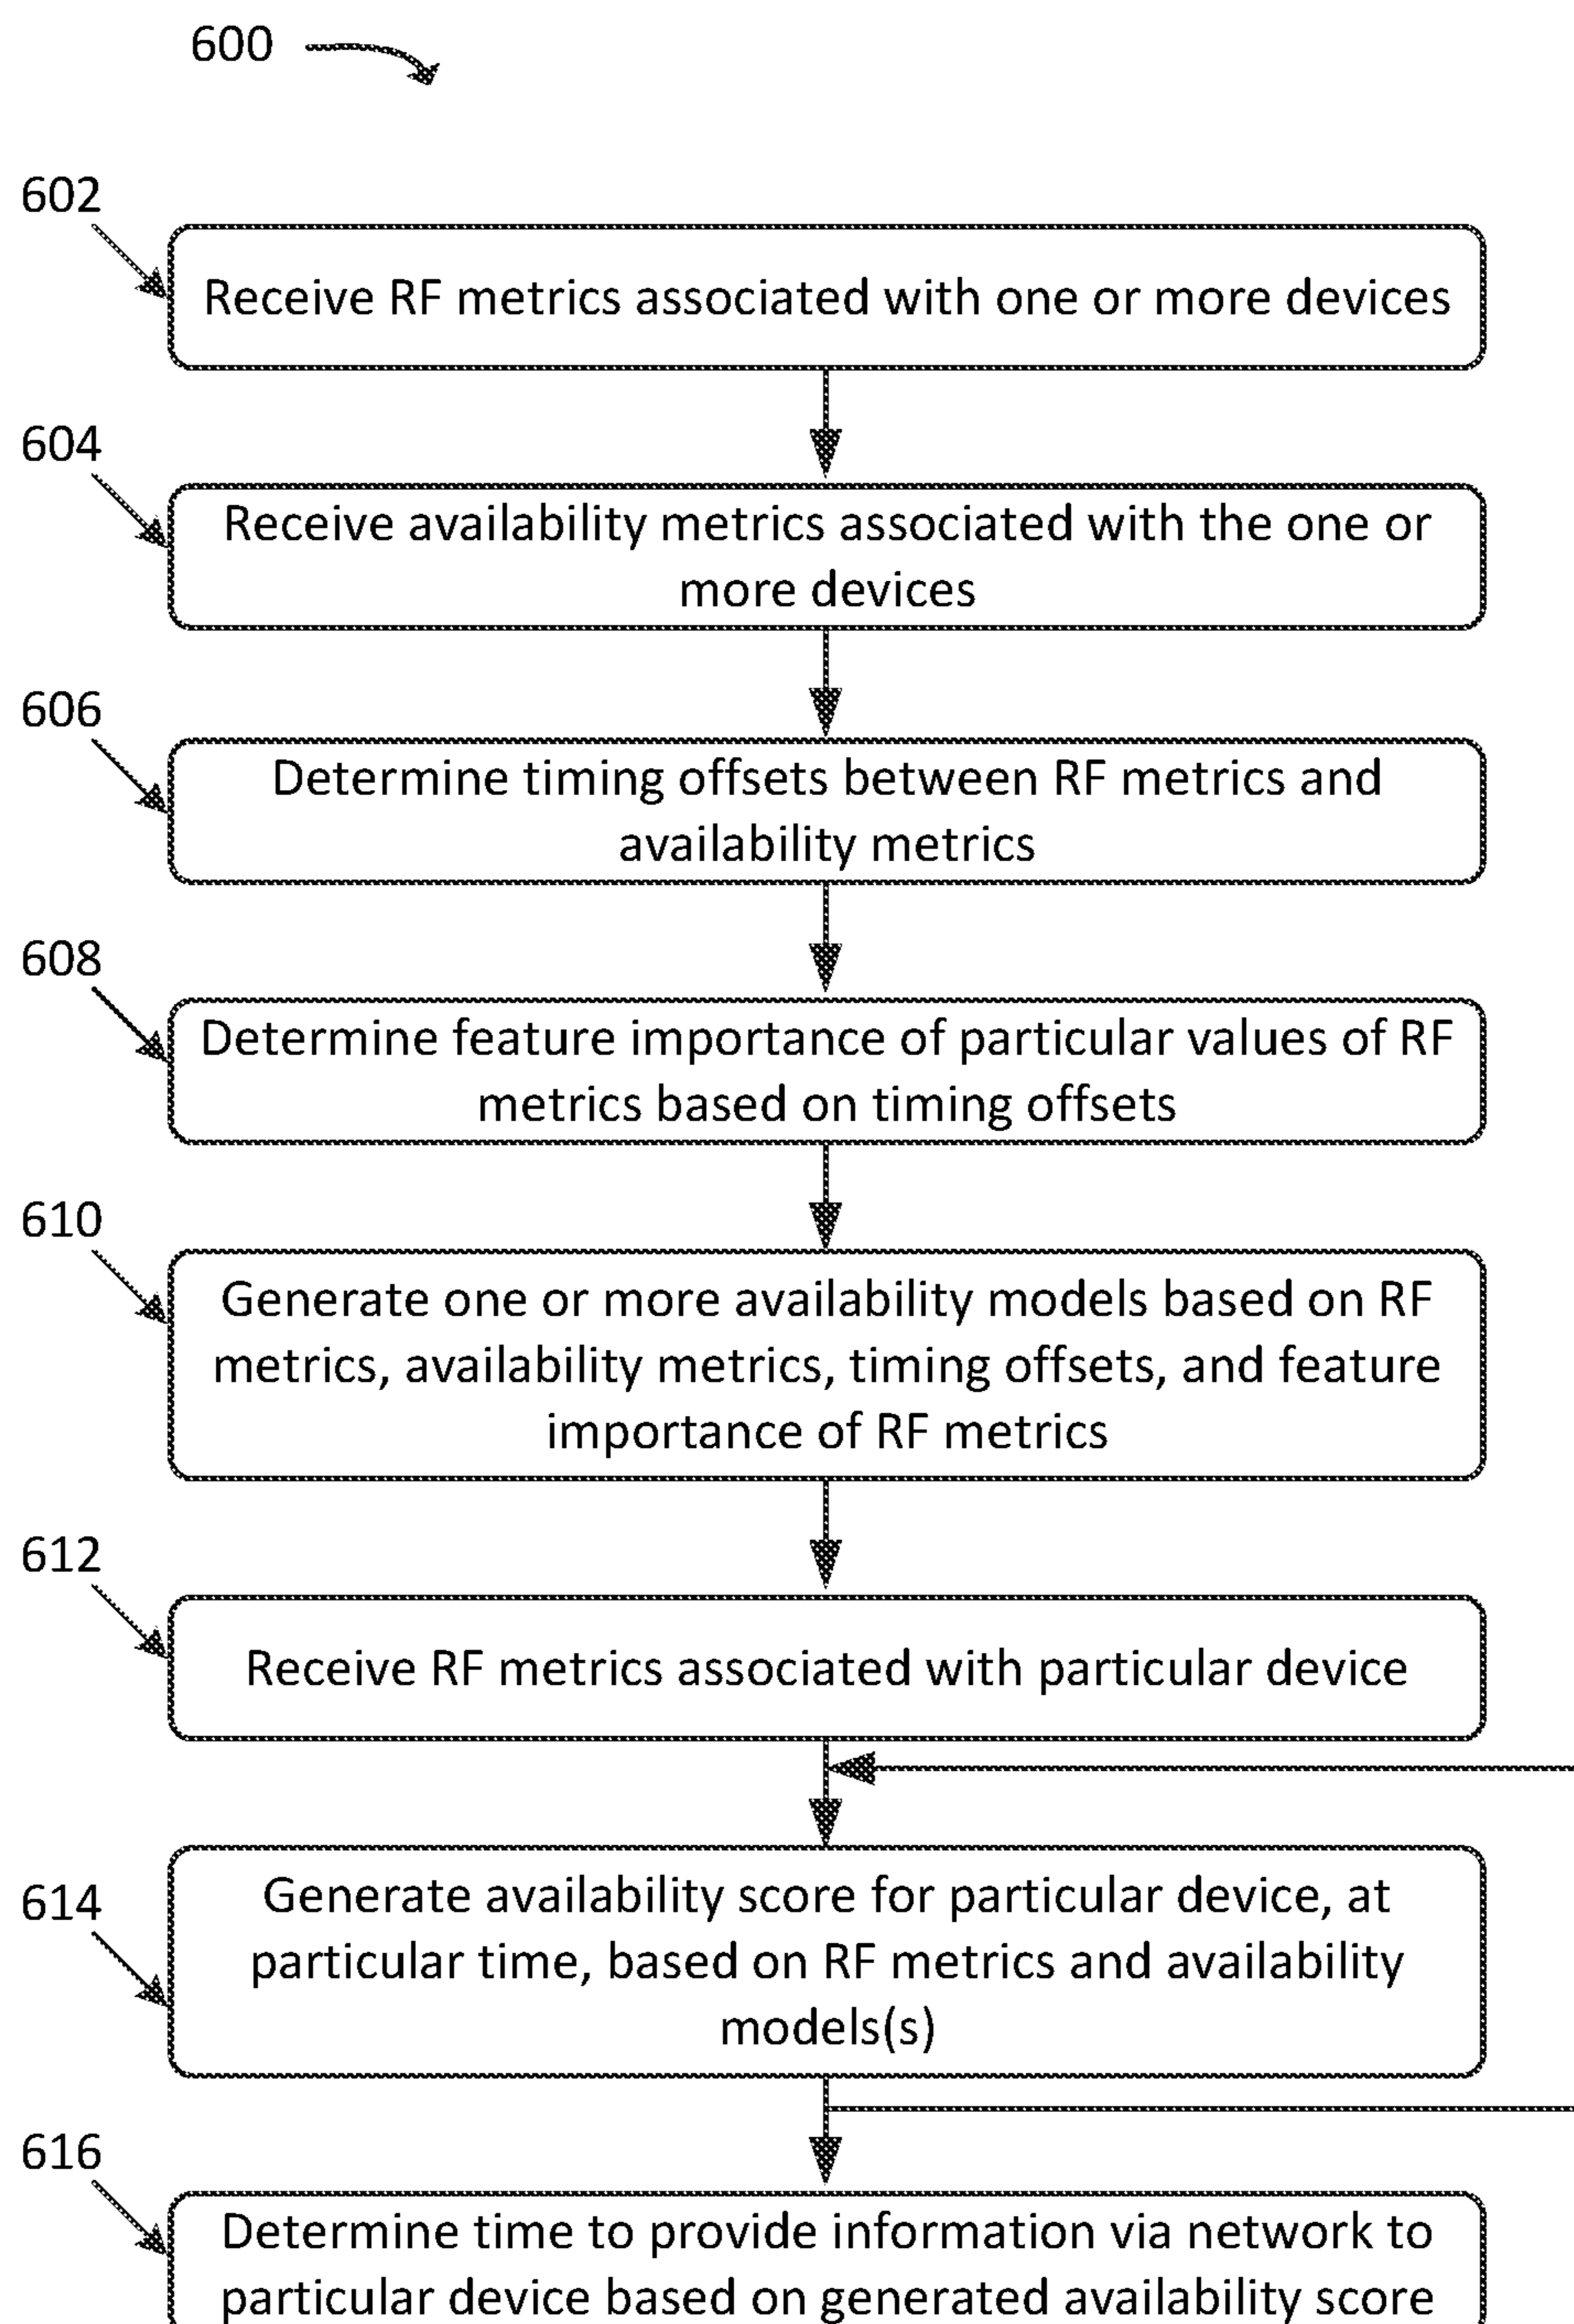 600
602
Receive RF metrics associated with one or more devices
604
Receive availability metrics associated with the one or
more devices
606
Determine timing offsets between RF metrics and
availability metrics
608
Determine feature importance of particular values of RF
metrics based on timing offsets
610
Generate one or more availability models based on RF
metrics, availability metrics, timing offsets, and feature
importance of RF metrics
612
Receive RF metrics associated with particular device
614
Generate availability score for particular device, at
particular time, based on RF metrics and availability
models(s)
616
Determine time to provide information via network to
particular device based on generated availability score